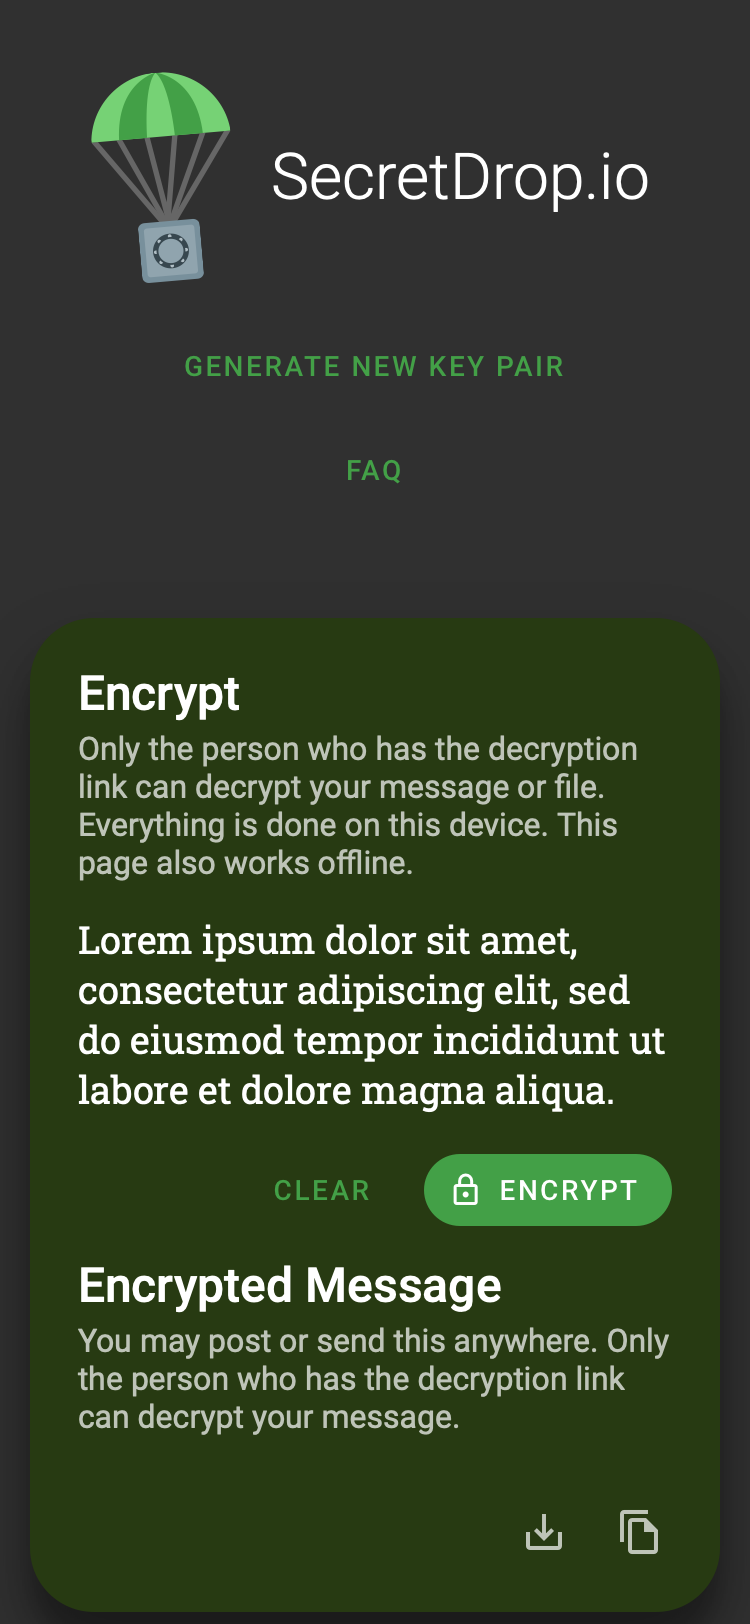 SecretDrop.io
GENERATE NEW KEY PAIR
FAQ
Encrypt
Only the person who has the decryption
link can decrypt your message or file.
Everything is done on this device. This
page also works offline.
Lorem ipsum dolor sit amet,
consectetur adipiscing elit, sed
do eiusmod tempor incididunt ut
labore et dolore magna aliqua.
CLEAR
ENCRYPT
Encrypted Message
You may post or send this anywhere. Only
the person who has the decryption link
can decrypt your message.